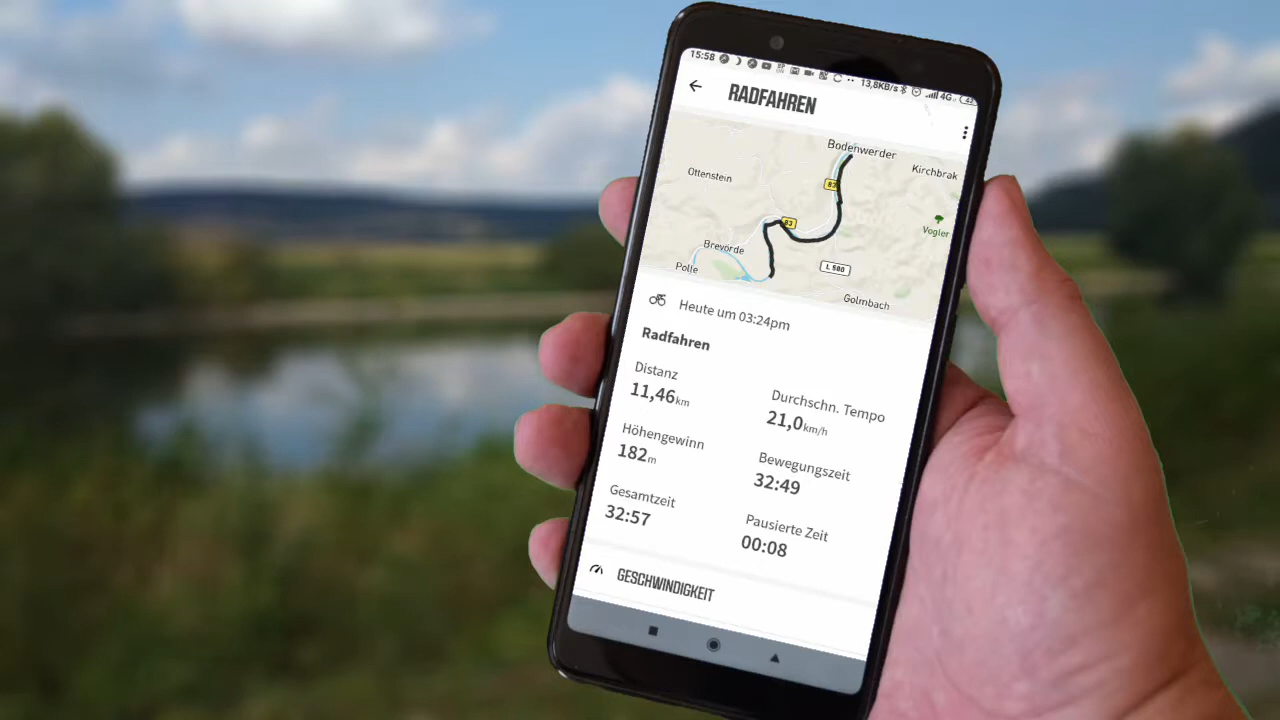 15:58 13,8KB/s 4G
RADFAHREN
Bodenwerder
Kirchbrak
Ottenstein
83
83
Vogler
Brevörde
Polle
L 580
Golmbach
Heute um 03:24pm
Radfahren
Distanz
11,46km
Durchschn. Tempo
21,0km/h
Höhengewinn
182m
Bewegungszeit
32:49
Gesamtzeit
32:57
Pausierte Zeit
00:08
GESCHWINDIGKEIT